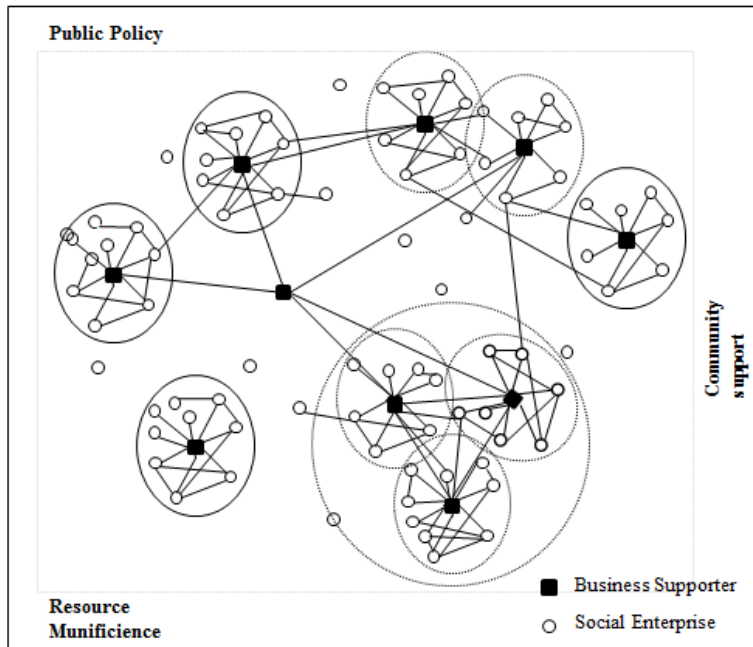 Public Policy
Community
support
Business Supporter
Resource
Munificience
Social Enterprise